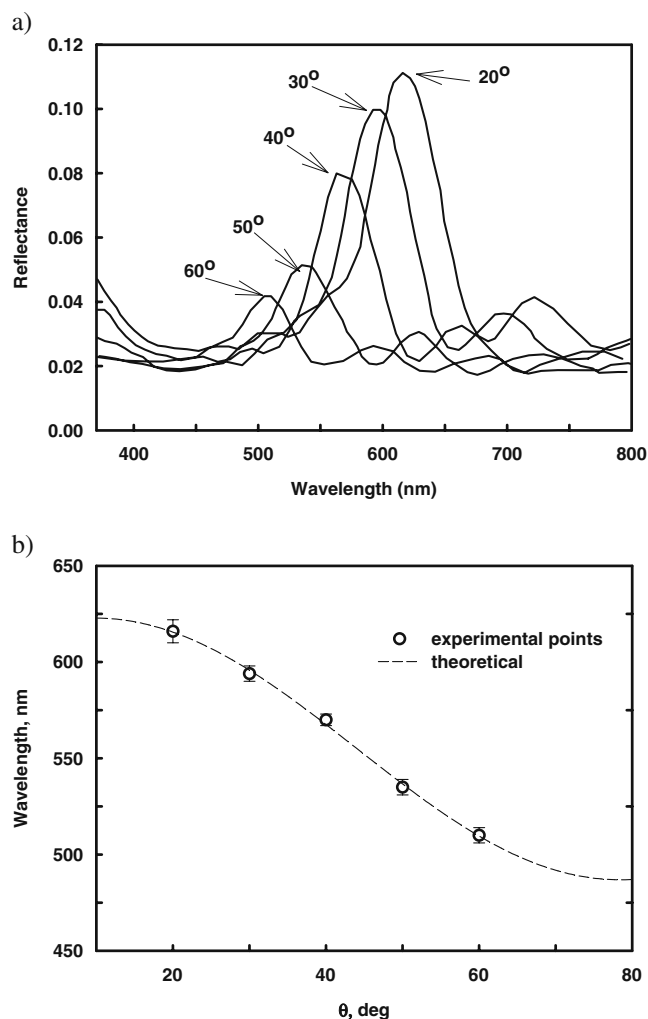 a)
0.12
0.10
0.08
0.06
0.04
0.02
0.00
Reflectance
20°
30°
40°
50°
60°
400 500 600 700 800
Wavelength (nm)
b)
650
600
550
500
450
Wavelength, nm
experimental points
theoretical
20 40 60 80
θ, deg